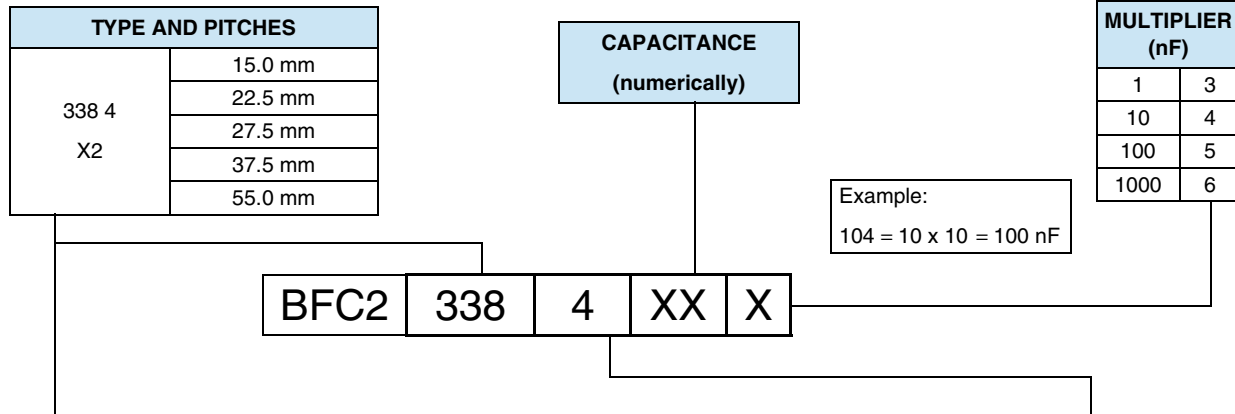 TYPE AND PITCHES
338 4
X2
15.0 mm
22.5 mm
27.5 mm
37.5 mm
55.0 mm
CAPACITANCE
(numerically)
MULTIPLIER
(nF)
1 3
10 4
100 5
1000 6
Example:
104 = 10 x 10 = 100 nF
BFC2 338 4 XX X